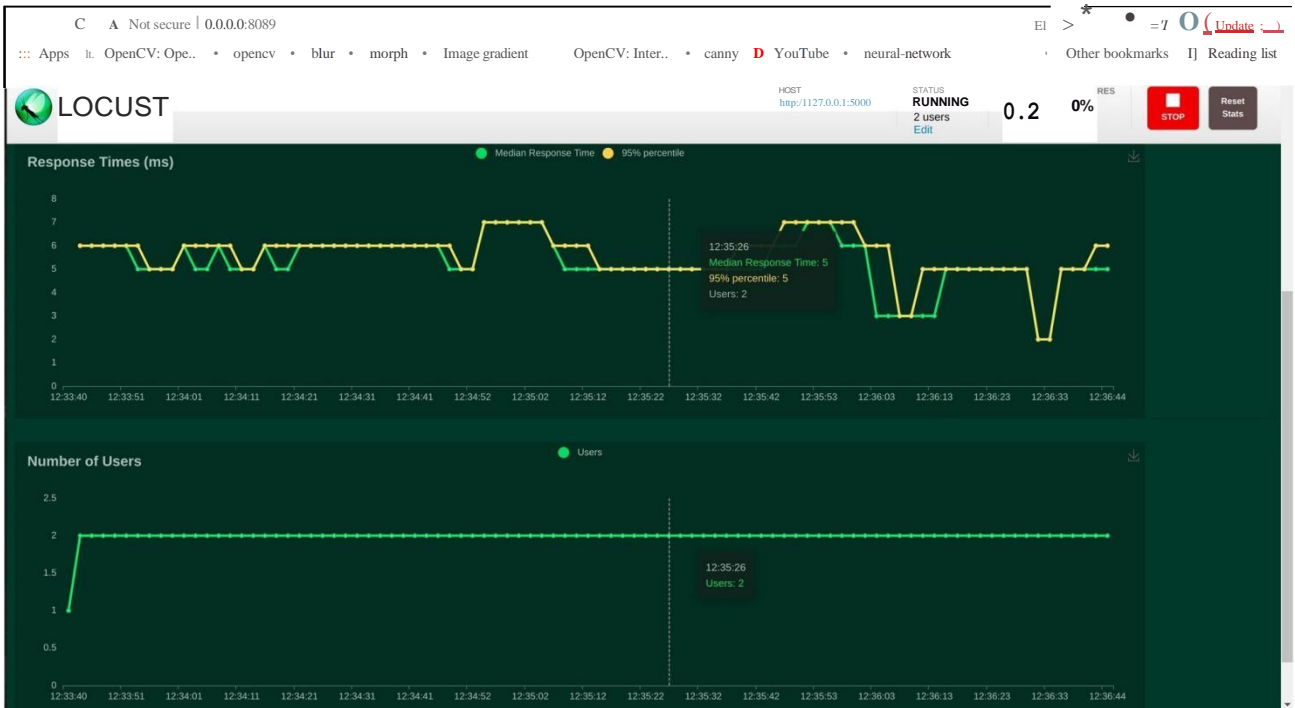 C A Not secure | 0.0.0.0:8089 El > * • ='I O ( Update : )
::: Apps lt. OpenCV: Ope.. • opencv • blur • morph • Image gradient OpenCV: Inter.. • canny D YouTube • neural-network ' Other bookmarks I] Reading list
LOCUST
HOST
http:/1127.0.0.1:5000
STATUS
RUNNING
2 users
Edit
0.2
0%
RES
STOP
Reset
Stats
Response Times (ms)
Median Response Time 95% percentile
8
7
6
5
4
3
2
1
0
12:35:26
Median Response Time: 5
95% percentile: 5
Users: 2
12:33:40 12:33:51 12:34:01 12:34:11 12:34:21 12:34:31 12:34:41 12:34:52 12:35:02 12:35:12 12:35:22 12:35:32 12:35:42 12:35:53 12:36:03 12:36:13 12:36:23 12:36:33 12:36:44
Number of Users
Users
2.5
2
1.5
1
0.5
0
12:35:26
Users: 2
12:33:40 12:33:51 12:34:01 12:34:11 12:34:21 12:34:31 12:34:41 12:34:52 12:35:02 12:35:12 12:35:22 12:35:32 12:35:42 12:35:53 12:36:03 12:36:13 12:36:23 12:36:33 12:36:44